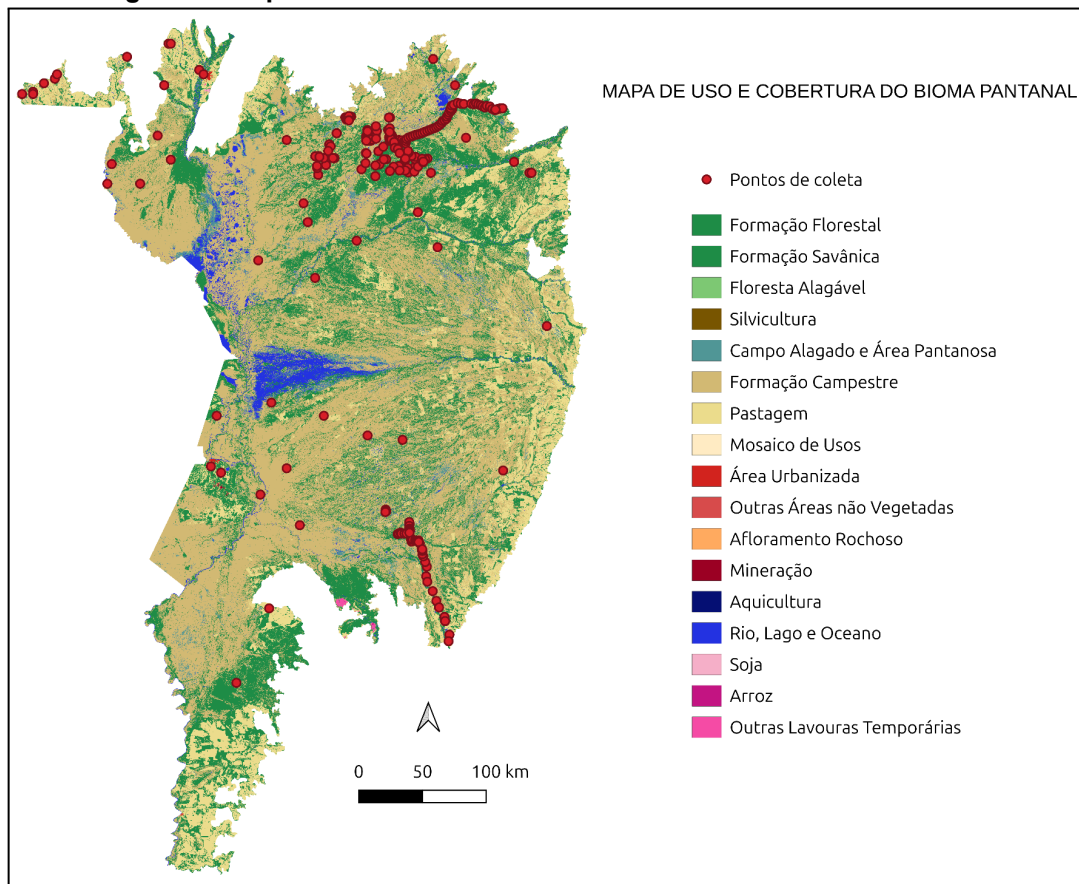 MAPA DE USO E COBERTURA DO BIOMA PANTANAL
Pontos de coleta
Formação Florestal
Formação Savânica
Floresta Alagável
Silvicultura
Campo Alagado e Área Pantanosa
Formação Campestre
Pastagem
Mosaico de Usos
Área Urbanizada
Outras Áreas não Vegetadas
Afloramento Rochoso
Mineração
Aquicultura
Rio, Lago e Oceano
Soja
Arroz
Outras Lavouras Temporárias
0 50 100 km